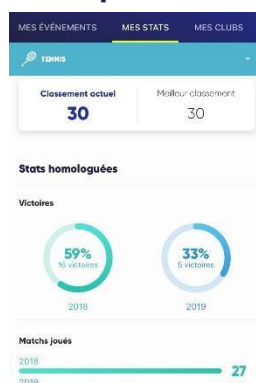 MES ÉVÉNEMENTS MES STATS MES CLUBS
TENNIS
Classement actuel Meilleur classement
30 30
Stats homologuées
Victoires
59% 33%
16 victoires 5 victoires
2018 2019
Matchs joués
2018
27
2019